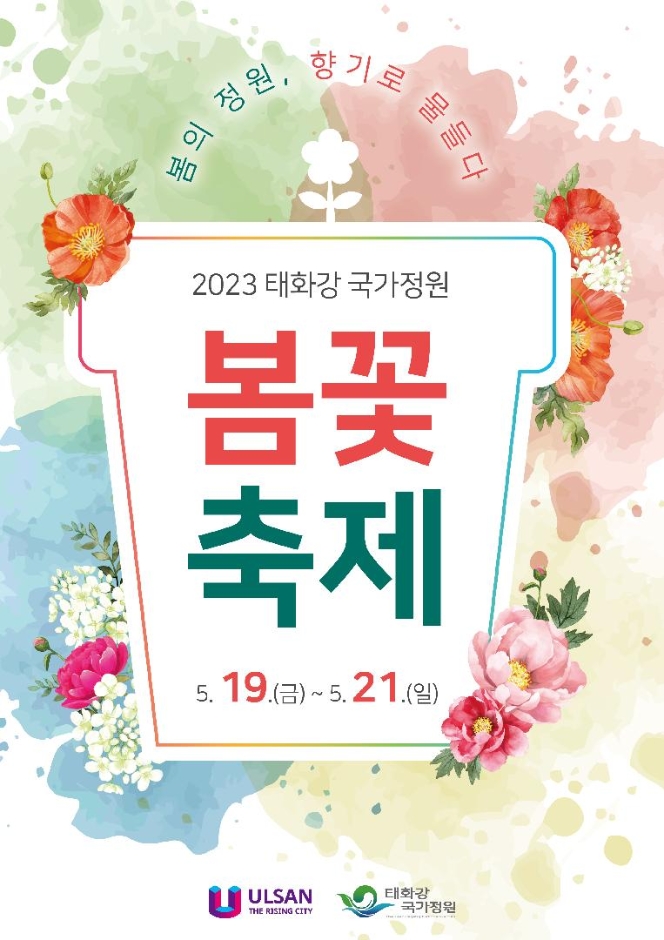 봄의 정원, 향기로 물들다
2023 태화강 국가정원
봄꽃
축제
5. 19.(금) ~ 5. 21.(일)
ULSAN
THE RISING CITY
태화강
국가정원